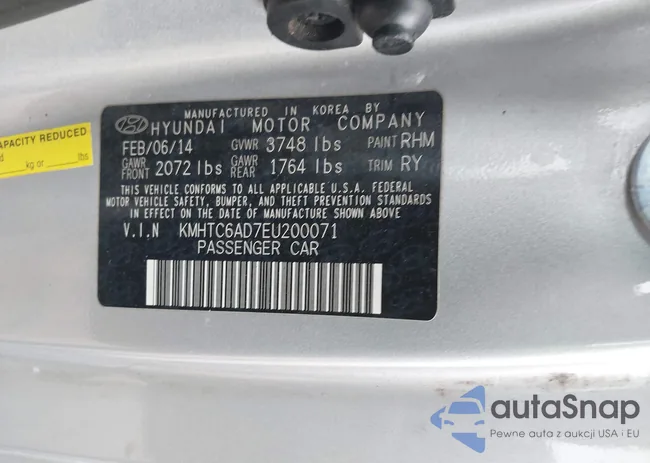 MANUFACTURED IN KOREA BY
HYUNDAI MOTOR COMPANY
FEB/06/14 GVWR 3748 lbs PAINT RHM
GAWR FRONT 2072 lbs GAWR REAR 1764 lbs TRIM RY
THIS VEHICLE CONFORMS TO ALL APPLICABLE U.S.A. FEDERAL
MOTOR VEHICLE SAFETY, BUMPER, AND THEFT PREVENTION STANDARDS
IN EFFECT ON THE DATE OF MANUFACTURE SHOWN ABOVE.
V.I.N KMHTC6AD7EU200071
PASSENGER CAR
CAPACITY REDUCED
kg or lbs
autaSnap
Pewne auta z aukcji USA i EU